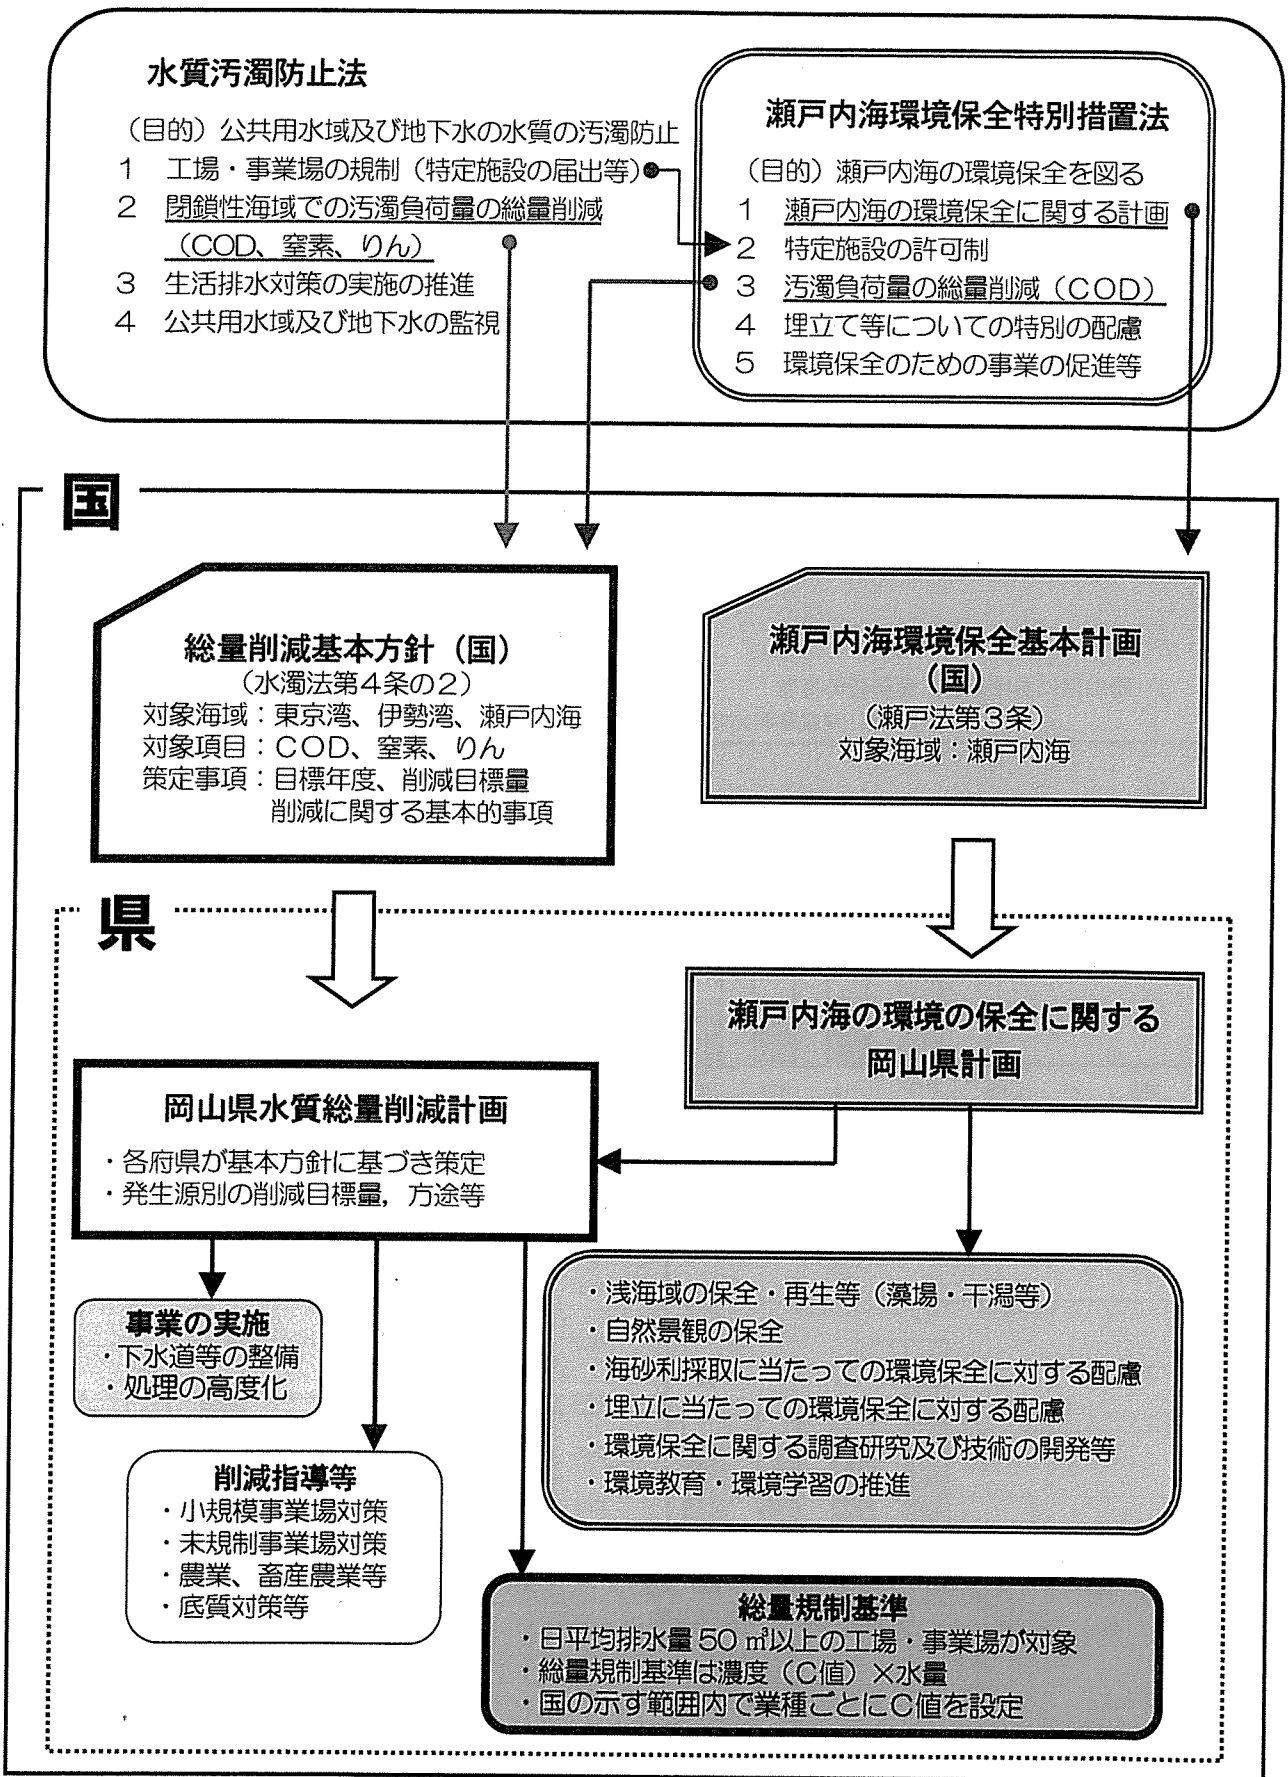 水質汚濁防止法
（目的）公共用水域及び地下水の水質の汚濁防止
1 工場・事業場の規制（特定施設の届出等）
2 閉鎖性海域での汚濁負荷量の総量削減
（COD、窒素、りん）
3 生活排水対策の実施の推進
4 公共用水域及び地下水の監視
瀬戸内海環境保全特別措置法
（目的）瀬戸内海の環境保全を図る
1 瀬戸内海の環境保全に関する計画
2 特定施設の許可制
3 汚濁負荷量の総量削減（ＣＯＤ）
4 埋立て等についての特別の配慮
5 環境保全のための事業の促進等
国
総量削減基本方針（国）
（水濁法第４条の２）
対象海域：東京湾、伊勢湾、瀬戸内海
対象項目：ＣＯＤ、窒素、りん
策定事項：目標年度、削減目標量
削減に関する基本的事項
瀬戸内海環境保全基本計画
（国）
（瀬戸法第３条）
対象海域：瀬戸内海
県
瀬戸内海の環境の保全に関する
岡山県計画
岡山県水質総量削減計画
・各府県が基本方針に基づき策定
・発生源別の削減目標量，方途等
事業の実施
・下水道等の整備
・処理の高度化
削減指導等
・小規模事業場対策
・未規制事業場対策
・農業、畜産農業等
・底質対策等
・浅海域の保全・再生等（藻場・干潟等）
・自然景観の保全
・海砂利採取に当たっての環境保全に対する配慮
・埋立に当たっての環境保全に対する配慮
・環境保全に関する調査研究及び技術の開発等
・環境教育・環境学習の推進
総量規制基準
・日平均排水量 50 ㎥以上の工場・事業場が対象
・総量規制基準は濃度（Ｃ値）×水量
・国の示す範囲内で業種ごとにＣ値を設定